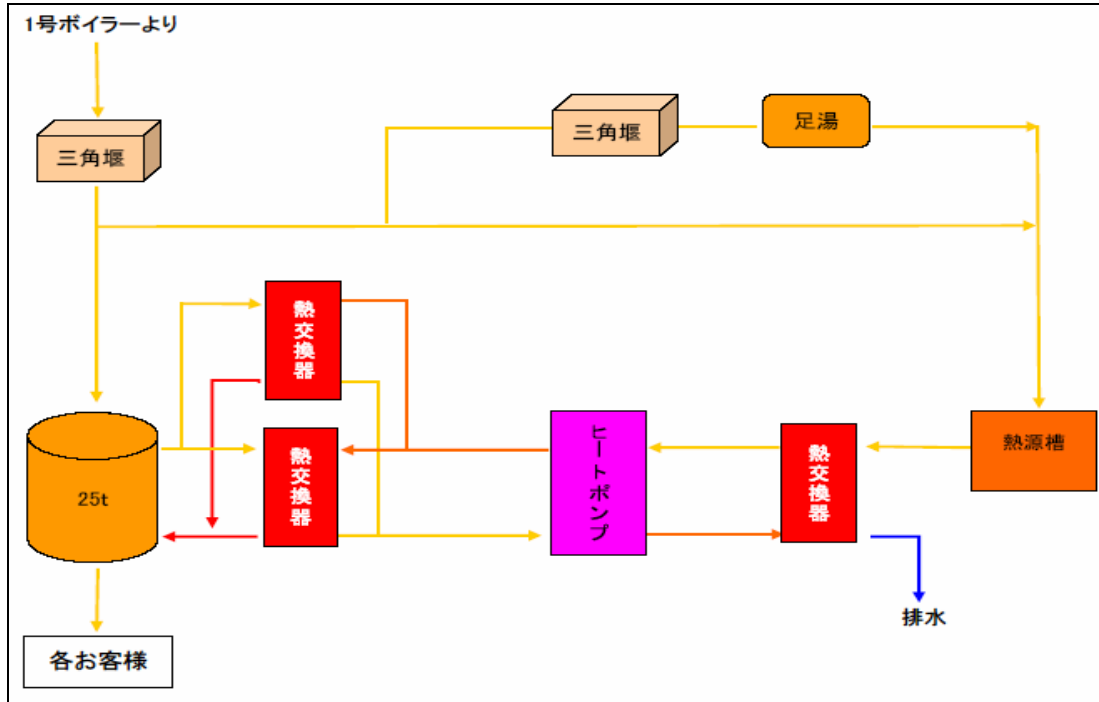 1号ボイラーより
三角堰
三角堰
足湯
熱交換器
熱交換器
ヒートポンプ
熱交換器
熱源槽
25t
排水
各お客様